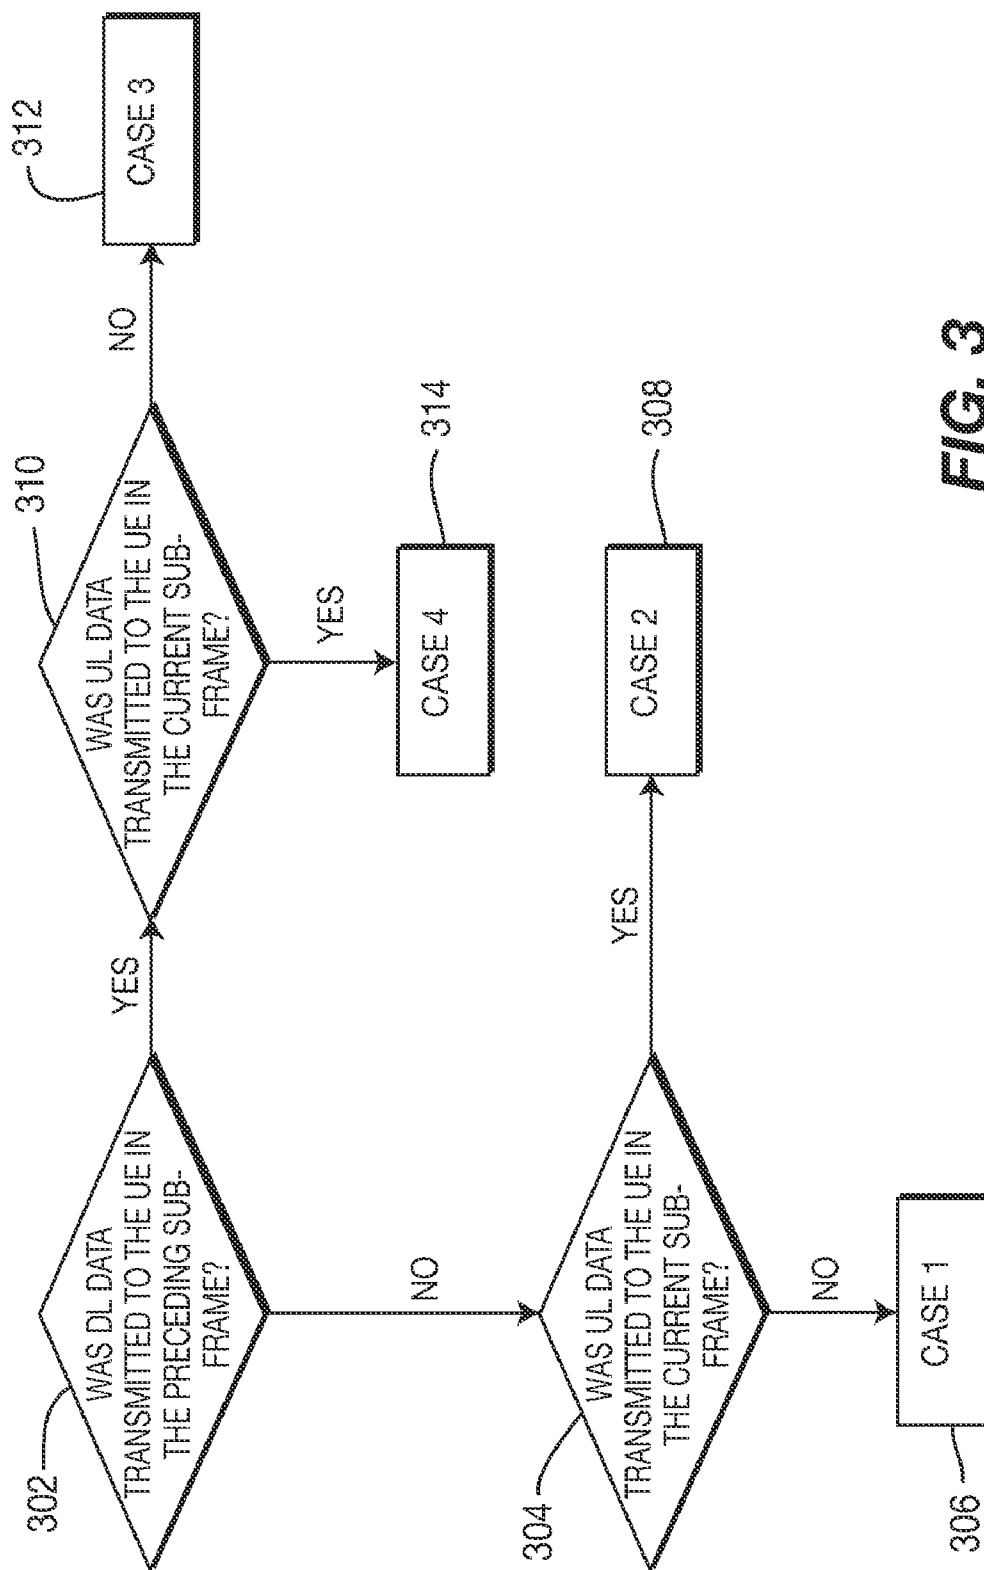 302
WAS DL DATA
TRANSMITTED TO THE UE IN
THE PRECEDING SUB-
FRAME?
YES
310
WAS UL DATA
TRANSMITTED TO THE UE IN
THE CURRENT SUB-
FRAME?
NO
312
CASE 3
YES
314
CASE 4
NO
304
WAS UL DATA
TRANSMITTED TO THE UE IN
THE CURRENT SUB-
FRAME?
YES
308
CASE 2
NO
306
CASE 1
FIG. 3